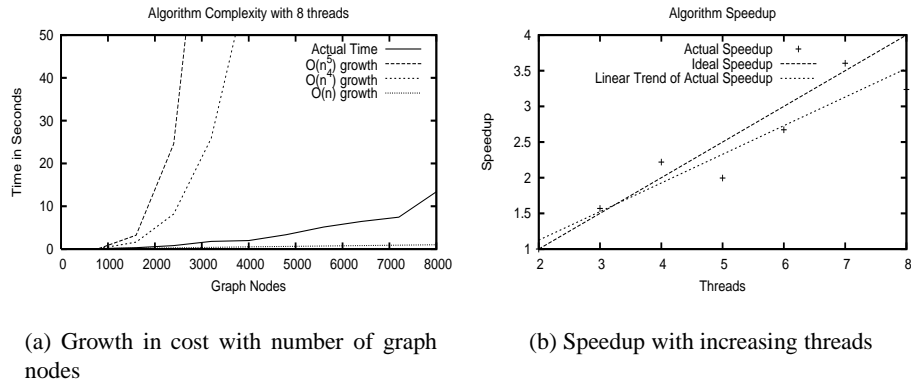 Algorithm Complexity with 8 threads
50
40
30
20
10
0
Time in Seconds
Actual Time
O(n^5) growth
O(n^4) growth
O(n) growth
0 1000 2000 3000 4000 5000 6000 7000 8000
Graph Nodes
(a) Growth in cost with number of graph
nodes
Algorithm Speedup
4
3.5
3
2.5
2
1.5
1
Speedup
Actual Speedup
Ideal Speedup
Linear Trend of Actual Speedup
2 3 4 5 6 7 8
Threads
(b) Speedup with increasing threads